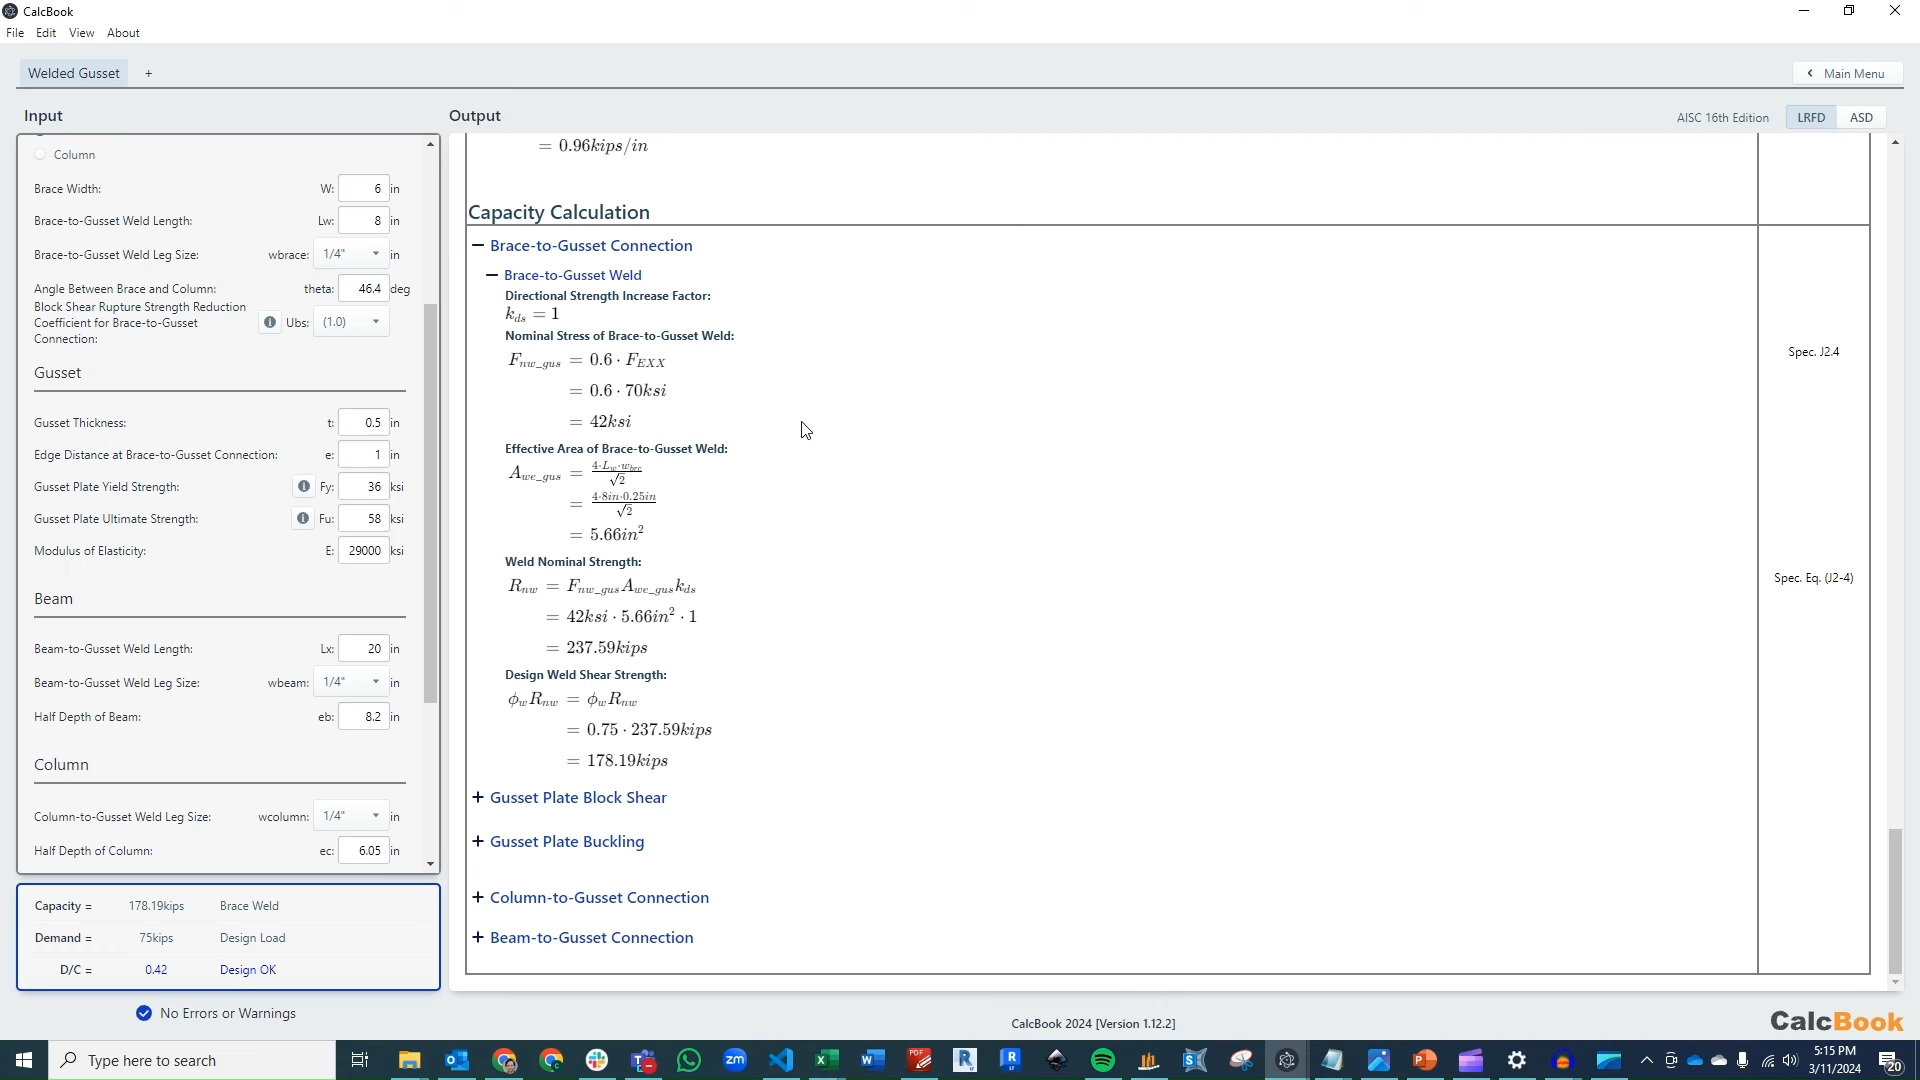 CalcBook
File Edit View About
Welded Gusset +
Main Menu
Input
Output
AISC 16th Edition LRFD ASD
Column
Brace Width: W: 6 in
Brace-to-Gusset Weld Length: Lw: 8 in
Brace-to-Gusset Weld Leg Size: wbrace: 1/4" in
Angle Between Brace and Column: theta: 46.4 deg
Block Shear Rupture Strength Reduction
Coefficient for Brace-to-Gusset Ubs: (1.0)
Connection:
Gusset
Gusset Thickness: t: 0.5 in
Edge Distance at Brace-to-Gusset Connection: e: 1 in
Gusset Plate Yield Strength: Fy: 36 ksi
Gusset Plate Ultimate Strength: Fu: 58 ksi
Modulus of Elasticity: E: 29000 ksi
Beam
Beam-to-Gusset Weld Length: Lx: 20 in
Beam-to-Gusset Weld Leg Size: wbeam: 1/4" in
Half Depth of Beam: eb: 8.2 in
Column
Column-to-Gusset Weld Leg Size: wcolumn: 1/4" in
Half Depth of Column: ec: 6.05 in
Capacity = 178.19kips Brace Weld
Demand = 75kips Design Load
D/C = 0.42 Design OK
No Errors or Warnings
= 0.96kips/in
Capacity Calculation
− Brace-to-Gusset Connection
− Brace-to-Gusset Weld
Directional Strength Increase Factor:
k_ds = 1
Nominal Stress of Brace-to-Gusset Weld:
F_nw_gus = 0.6 · F_EXX
Spec. J2.4
= 0.6 · 70ksi
= 42ksi
Effective Area of Brace-to-Gusset Weld:
A_we_gus = 4·L_w·w_brc / √2
= 4·8in·0.25in / √2
= 5.66in²
Weld Nominal Strength:
R_nw = F_nw_gus A_we_gus k_ds
Spec. Eq. (J2-4)
= 42ksi · 5.66in² · 1
= 237.59kips
Design Weld Shear Strength:
ϕ_w R_nw = ϕ_w R_nw
= 0.75 · 237.59kips
= 178.19kips
+ Gusset Plate Block Shear
+ Gusset Plate Buckling
+ Column-to-Gusset Connection
+ Beam-to-Gusset Connection
CalcBook 2024 [Version 1.12.2]
CalcBook
Type here to search
5:15 PM
3/11/2024
20